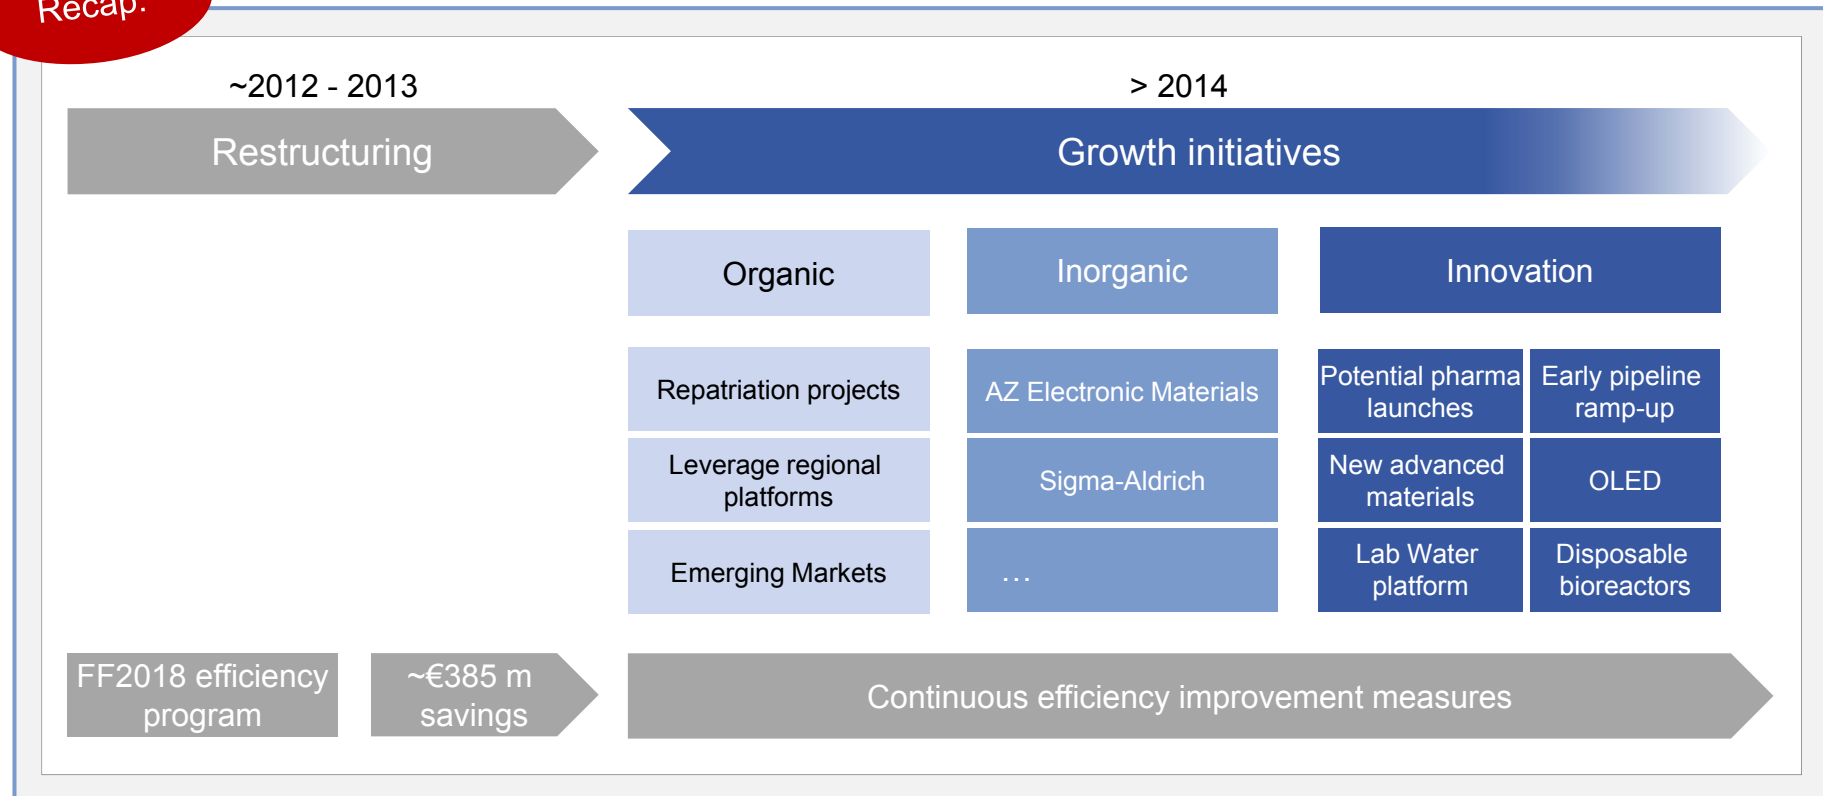 Recap:
~2012 - 2013
> 2014
Restructuring
Growth initiatives
Organic
Inorganic
Innovation
Repatriation projects
AZ Electronic Materials
Potential pharma
launches
Early pipeline
ramp-up
Leverage regional
platforms
Sigma-Aldrich
New advanced
materials
OLED
Emerging Markets
…
Lab Water
platform
Disposable
bioreactors
FF2018 efficiency
program
~€385 m
savings
Continuous efficiency improvement measures